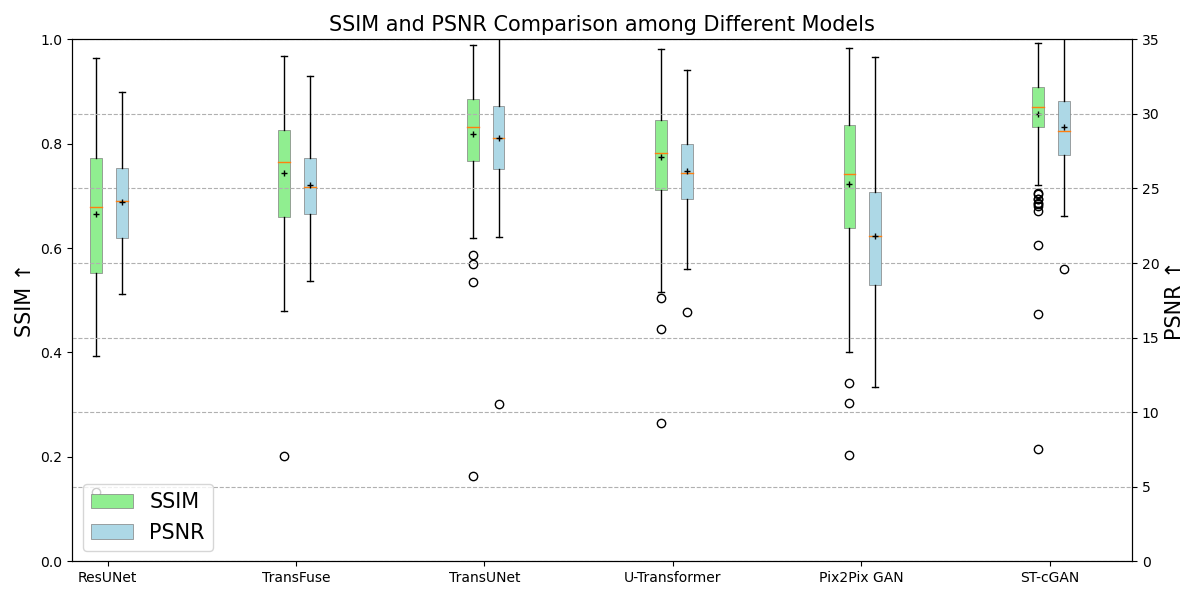 SSIM and PSNR Comparison among Different Models
1.0
0.8
0.6
0.4
0.2
0.0
SSIM ↑
35
30
25
20
15
10
5
0
PSNR ↑
SSIM
PSNR
ResUNet
TransFuse
TransUNet
U-Transformer
Pix2Pix GAN
ST-cGAN